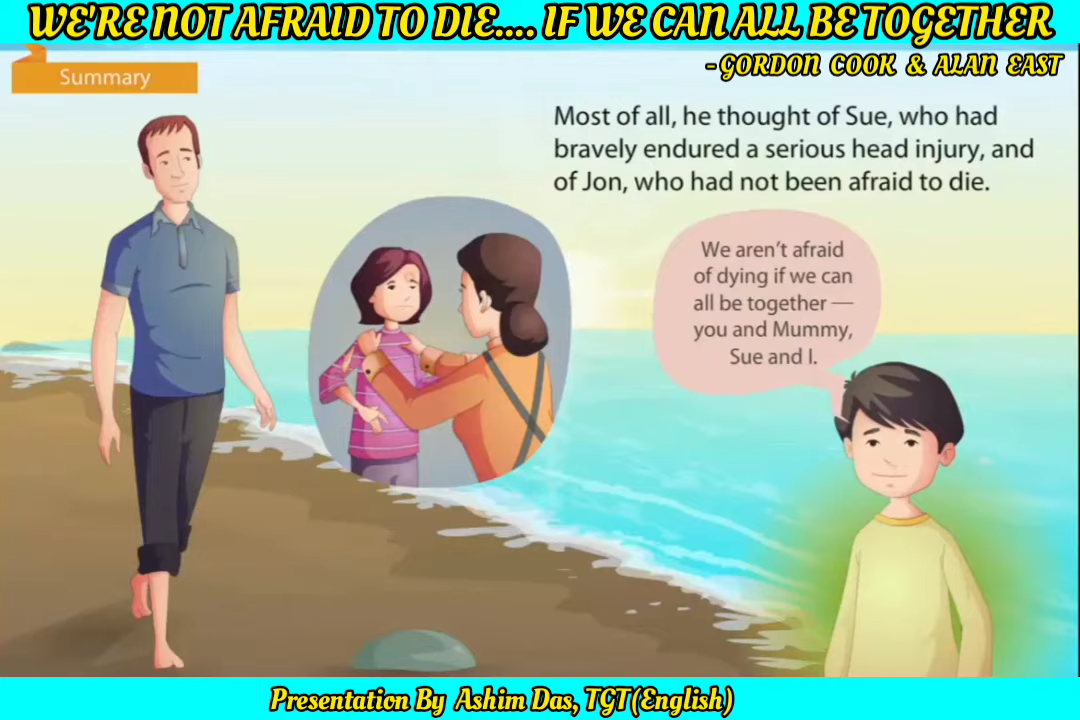 WE'RE NOT AFRAID TO DIE.... IF WE CAN ALL BE TOGETHER
- GORDON COOK & ALAN EAST
Summary
Most of all, he thought of Sue, who had
bravely endured a serious head injury, and
of Jon, who had not been afraid to die.
We aren't afraid
of dying if we can
all be together —
you and Mummy,
Sue and I.
Presentation By Ashim Das, TGT(English)